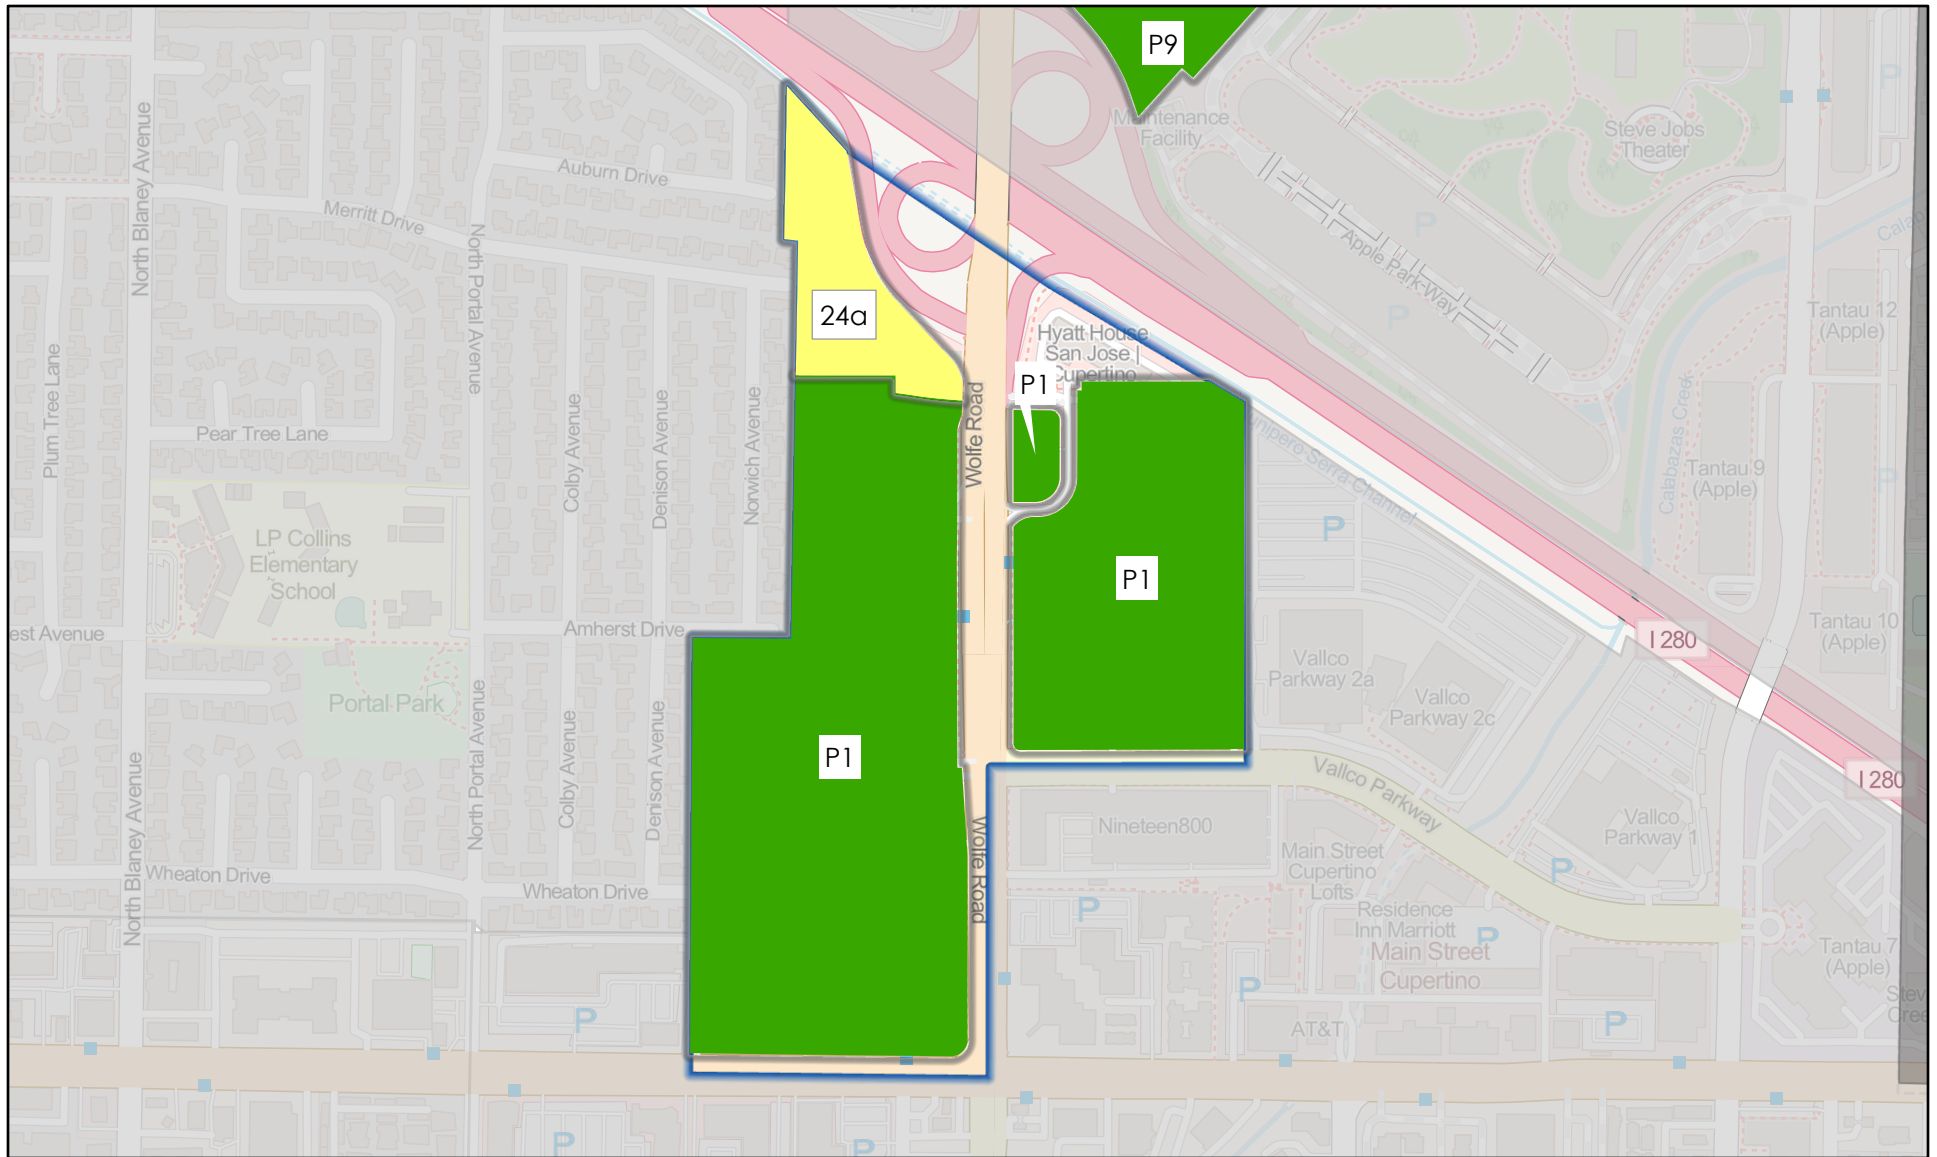 P9
Maintenance
Facility
Steve Jobs
Theater
P
P
Auburn Drive
Merritt Drive
North Blaney Avenue
North Portal Avenue
Apple Park Way
P
P
24a
Hyatt House
San Jose |
Cupertino
Tantau 12
(Apple)
Plum Tree Lane
P1
Wolfe Road
Pear Tree Lane
Colby Avenue
Denison Avenue
Norwich Avenue
Junipero Serra Channel
Calabazas Creek
Tantau 9
(Apple)
P
LP Collins
Elementary
School
P
P1
est Avenue
Amherst Drive
I 280
Tantau 10
(Apple)
Vallco
Parkway 2a
Vallco
Parkway 2c
Portal Park
P1
North Portal Avenue
Colby Avenue
Denison Avenue
North Blaney Avenue
Vallco Parkway
I 280
Nineteen800
Vallco
Parkway 1
Wolfe Road
Main Street
Cupertino
Lofts
P
Wheaton Drive
Wheaton Drive
P
Residence
Inn Marriott
P
Main Street
Cupertino
Tantau 7
(Apple)
P
P
AT&T
P
P
P